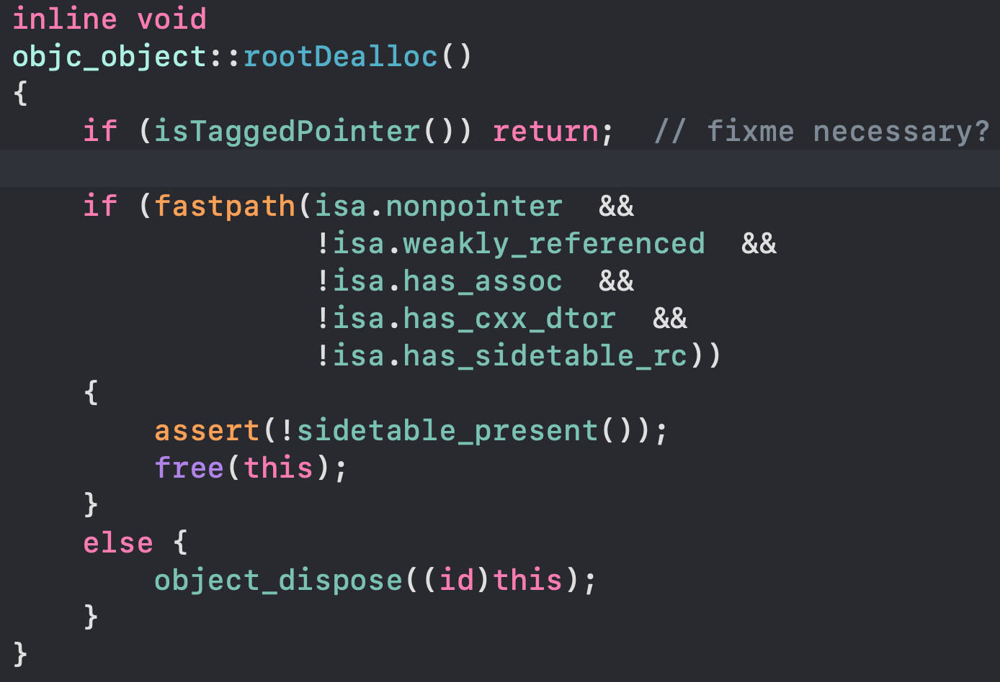 inline void
objc_object::rootDealloc()
{
    if (isTaggedPointer()) return;  // fixme necessary?

    if (fastpath(isa.nonpointer  &&
                 !isa.weakly_referenced  &&
                 !isa.has_assoc  &&
                 !isa.has_cxx_dtor  &&
                 !isa.has_sidetable_rc))
    {
        assert(!sidetable_present());
        free(this);
    }
    else {
        object_dispose((id)this);
    }
}